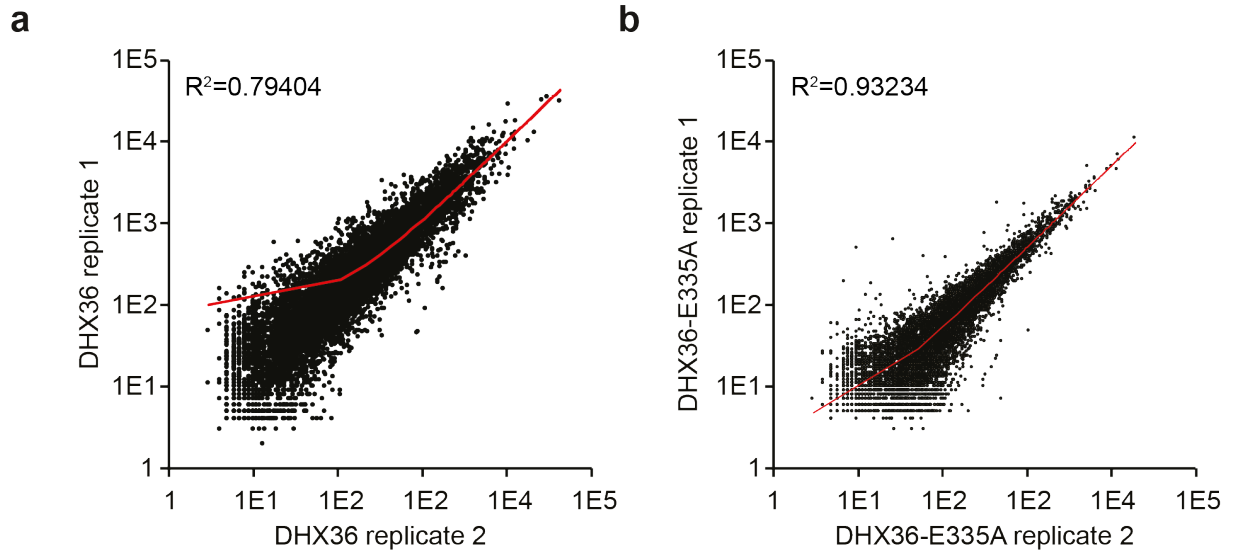 a
b
1E5
1E4
1E3
1E2
1E1
1
R²=0.79404
DHX36 replicate 1
1
1E1
1E2
1E2
1E4
1E5
DHX36 replicate 2
1E5
1E4
1E3
1E2
1E1
1
R²=0.93234
DHX36-E335A replicate 1
1
1E1
1E2
1E2
1E4
1E5
DHX36-E335A replicate 2